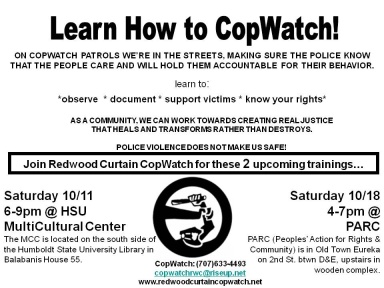 Learn How to CopWatch!
ON COPWATCH PATROLS WE'RE IN THE STREETS, MAKING SURE THE POLICE KNOW
THAT THE PEOPLE CARE AND WILL HOLD THEM ACCOUNTABLE FOR THEIR BEHAVIOR.
learn to:
*observe * document * support victims * know your rights*
AS A COMMUNITY, WE CAN WORK TOWARDS CREATING REAL JUSTICE
THAT HEALS AND TRANSFORMS RATHER THAN DESTROYS.
POLICE VIOLENCE DOES NOT MAKE US SAFE!
Join Redwood Curtain CopWatch for these 2 upcoming trainings…
Saturday 10/11
6-9pm @ HSU
MultiCultural Center
The MCC is located on the south side of
the Humboldt State University Library in
Balabanis House 55.
CopWatch: (707)633-4493
copwatchrwc@riseup.net
www.redwoodcurtaincopwatch.net
Saturday 10/18
4-7pm @
PARC
PARC (Peoples' Action for Rights &
Community) is in Old Town Eureka
on 2nd St. btwn D&E, upstairs in
wooden complex.